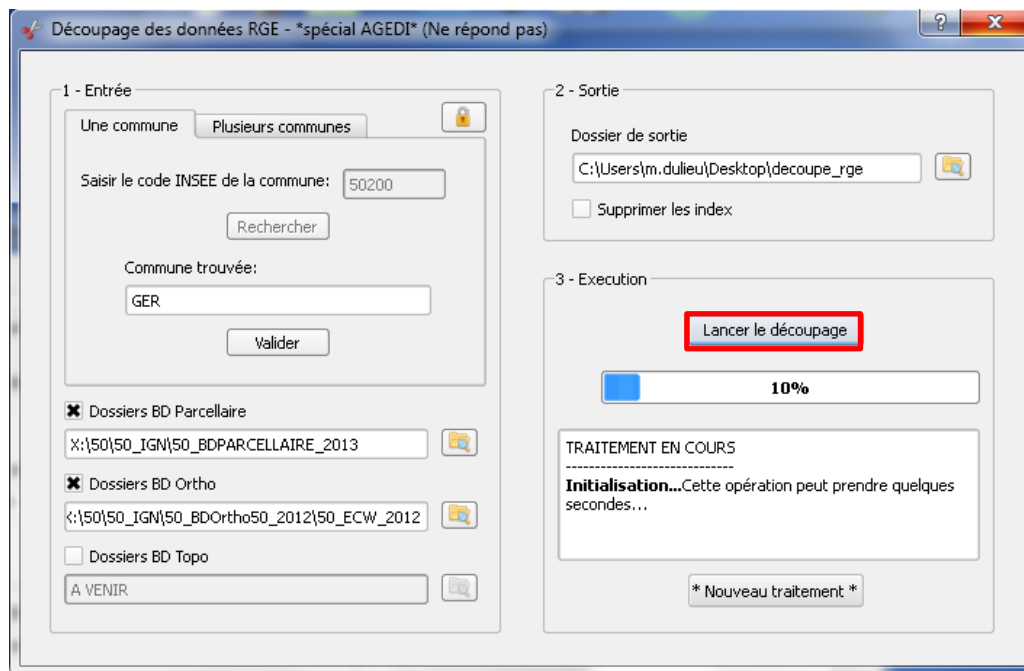 Découpage des données RGE - *spécial AGEDI* (Ne répond pas)
1 - Entrée
Une commune
Plusieurs communes
Saisir le code INSEE de la commune:
50200
Rechercher
Commune trouvée:
GER
Valider
Dossiers BD Parcellaire
X:\50\50_IGN\50_BDPARCELLAIRE_2013
Dossiers BD Ortho
:\50\50_IGN\50_BDOrtho50_2012\50_ECW_2012
Dossiers BD Topo
A VENIR
2 - Sortie
Dossier de sortie
C:\Users\m.dulieu\Desktop\decoupe_rge
Supprimer les index
3 - Execution
Lancer le découpage
10%
TRAITEMENT EN COURS
-----------------------------
Initialisation...Cette opération peut prendre quelques
secondes...
* Nouveau traitement *